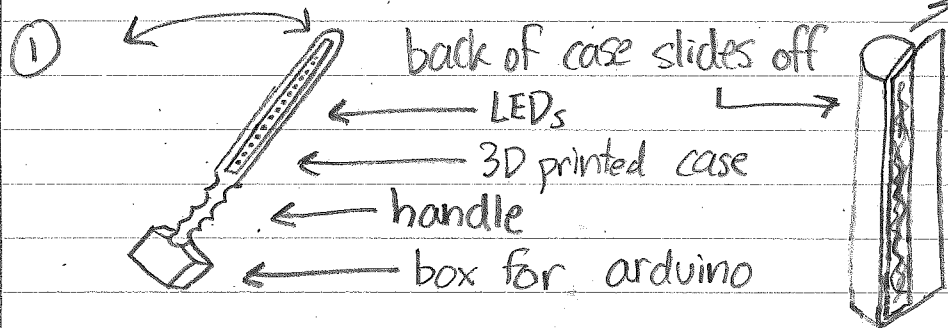 1
back of case slides off
LEDs
3D printed case
handle
box for arduino